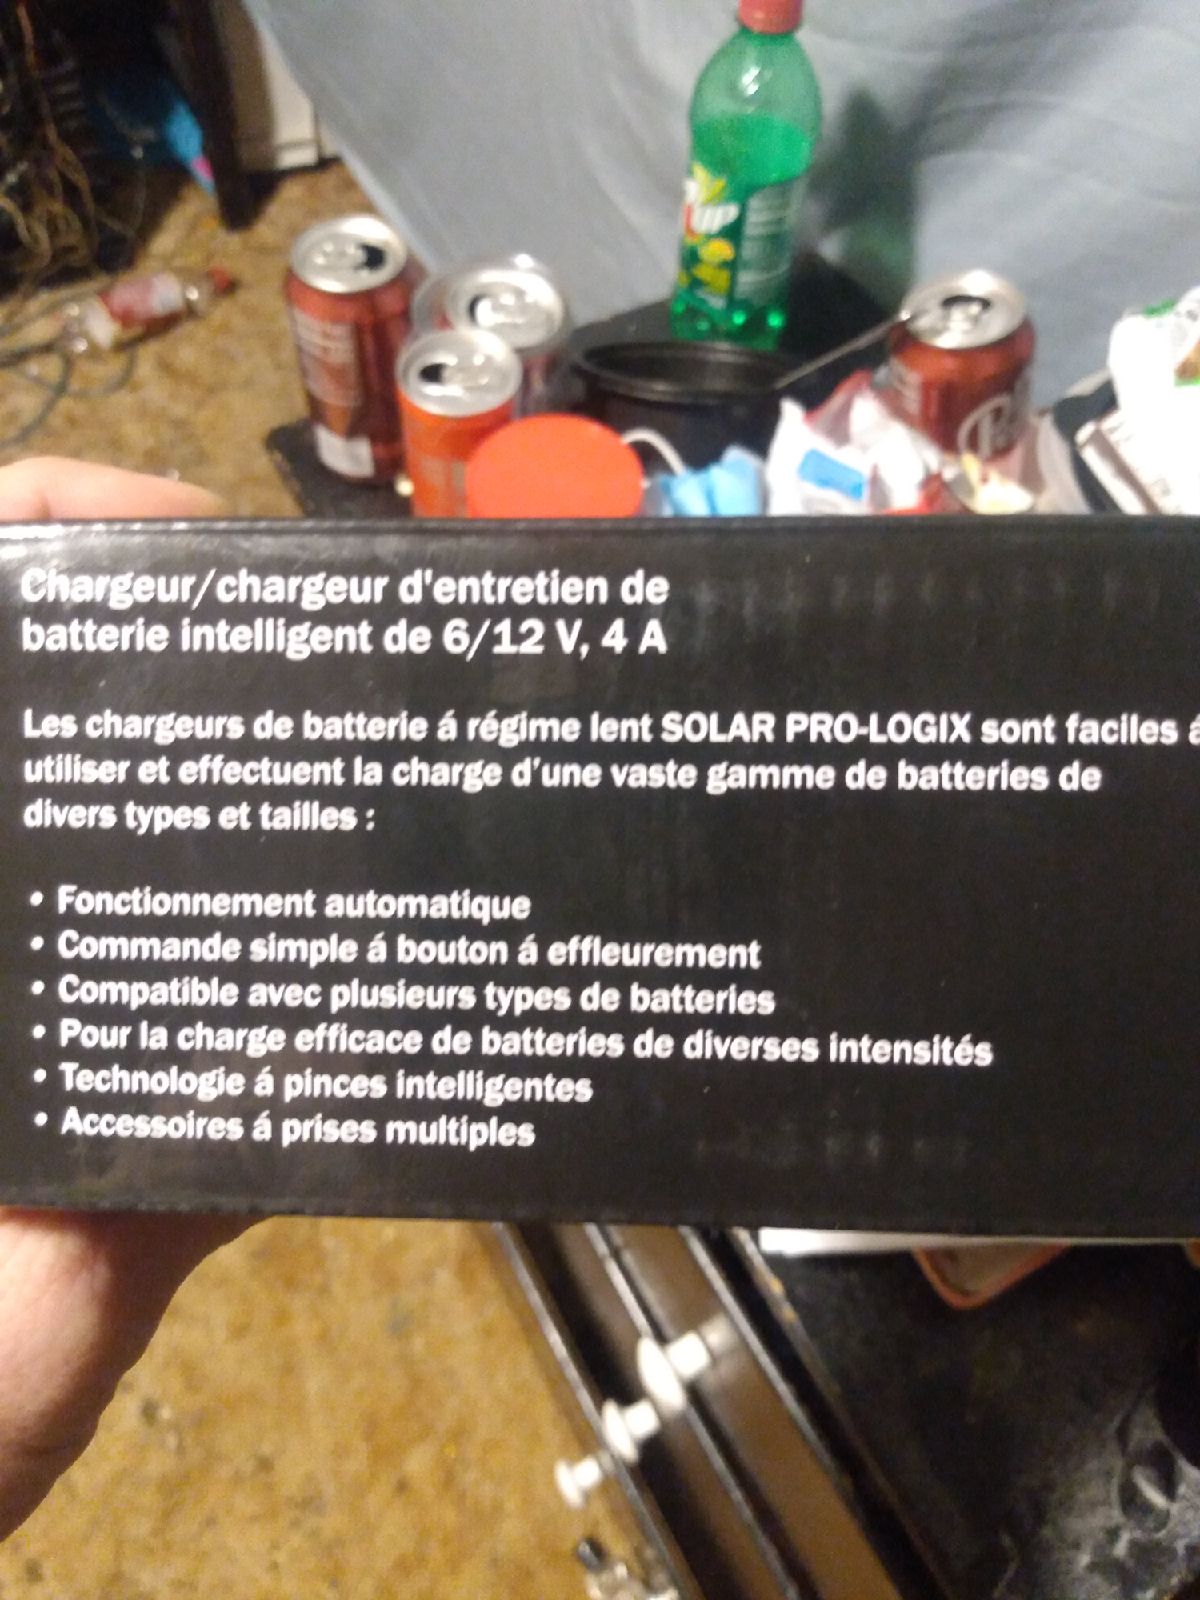 UP
Chargeur/chargeur d'entretien de
batterie intelligent de 6/12 V, 4 A
Les chargeurs de batterie á régime lent SOLAR PRO-LOGIX sont faciles á
utiliser et effectuent la charge d'une vaste gamme de batteries de
divers types et tailles :
• Fonctionnement automatique
• Commande simple á bouton á effleurement
• Compatible avec plusieurs types de batteries
• Pour la charge efficace de batteries de diverses intensités
• Technologie á pinces intelligentes
• Accessoires á prises multiples